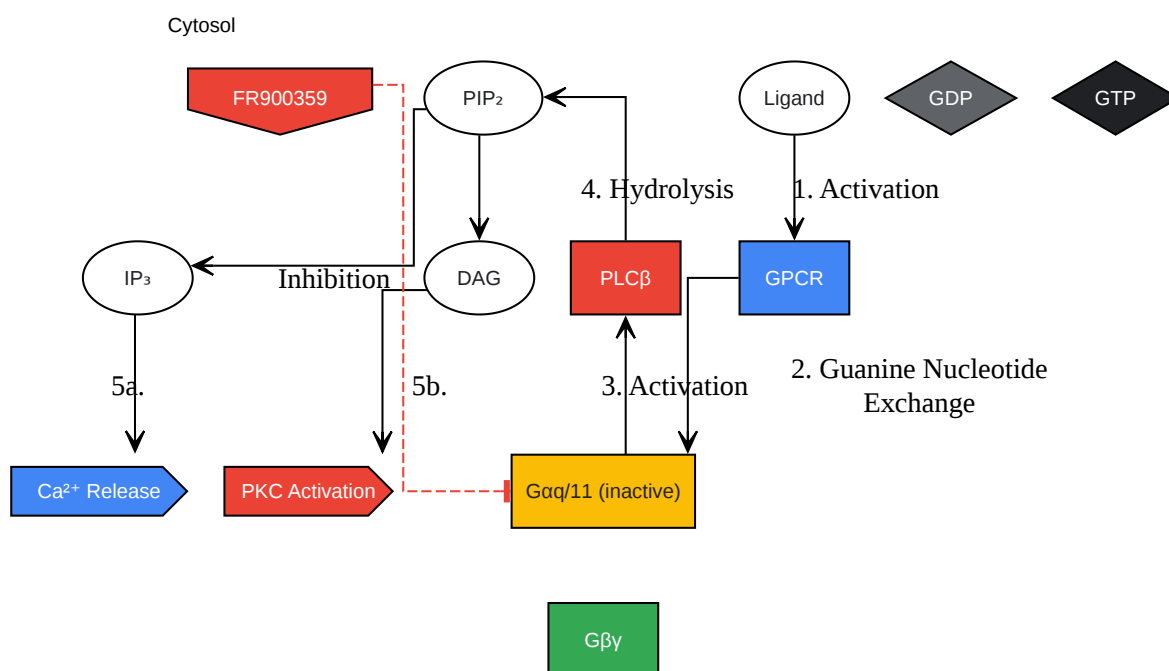 Cytosol
FR900359
PIP₂
Ligand
GDP
GTP
4. Hydrolysis
1. Activation
IP₃
Inhibition
DAG
PLCβ
GPCR
5a.
5b.
3. Activation
2. Guanine Nucleotide
Exchange
Ca²⁺ Release
PKC Activation
Gαq/11 (inactive)
Gβγ